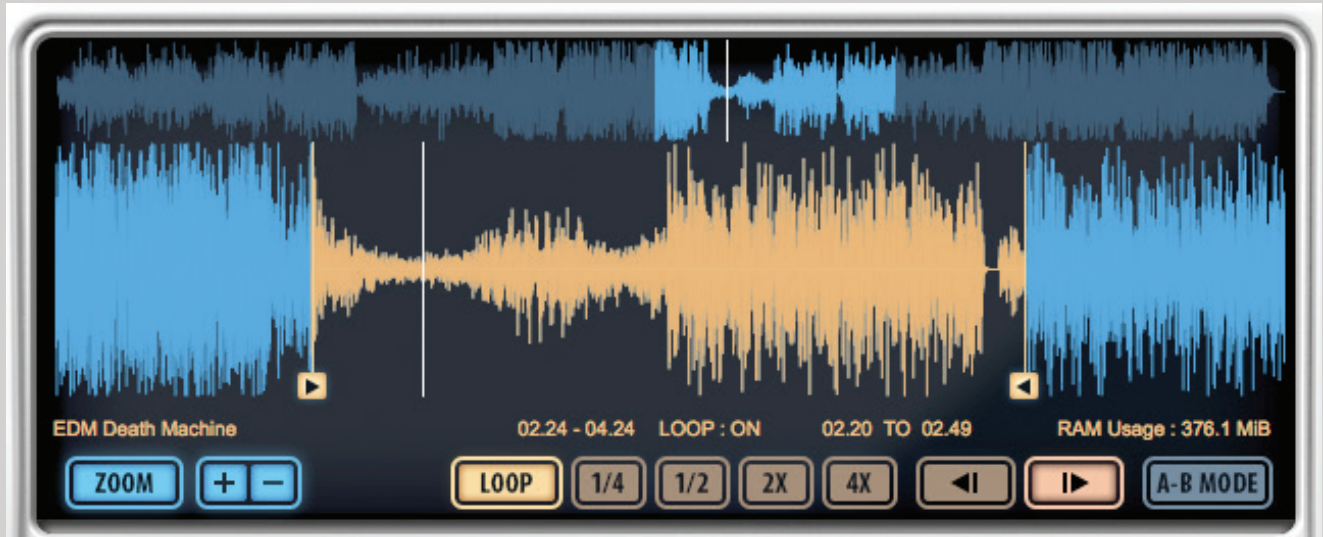 EDM Death Machine 02.24 - 04.24 LOOP : ON 02.20 TO 02.49 RAM Usage : 376.1 MiB
ZOOM + − LOOP 1/4 1/2 2X 4X A-B MODE